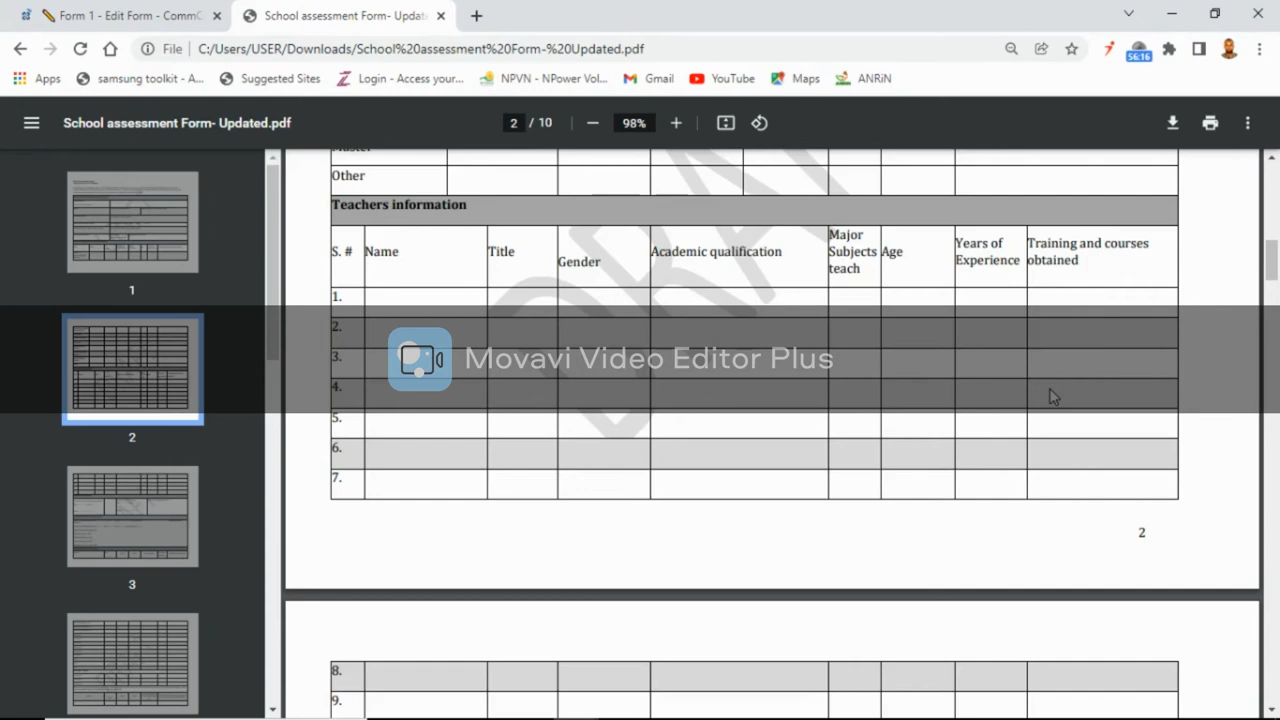 Form 1 - Edit Form - CommC
School assessment Form- Updat
File
C:/Users/USER/Downloads/School%20assessment%20Form-%20Updated.pdf
56:16
Apps
samsung toolkit - A...
Suggested Sites
Login - Access your...
NPVN - NPower Vol...
Gmail
YouTube
Maps
ANRiN
School assessment Form- Updated.pdf
2 / 10
98%
Other
Teachers information
S. # Name Title Gender Academic qualification Major Subjects teach Age Years of Experience Training and courses obtained
1.
2.
3.
4.
5.
6.
7.
2
8.
9.
1
2
3
DRA
Movavi Video Editor Plus